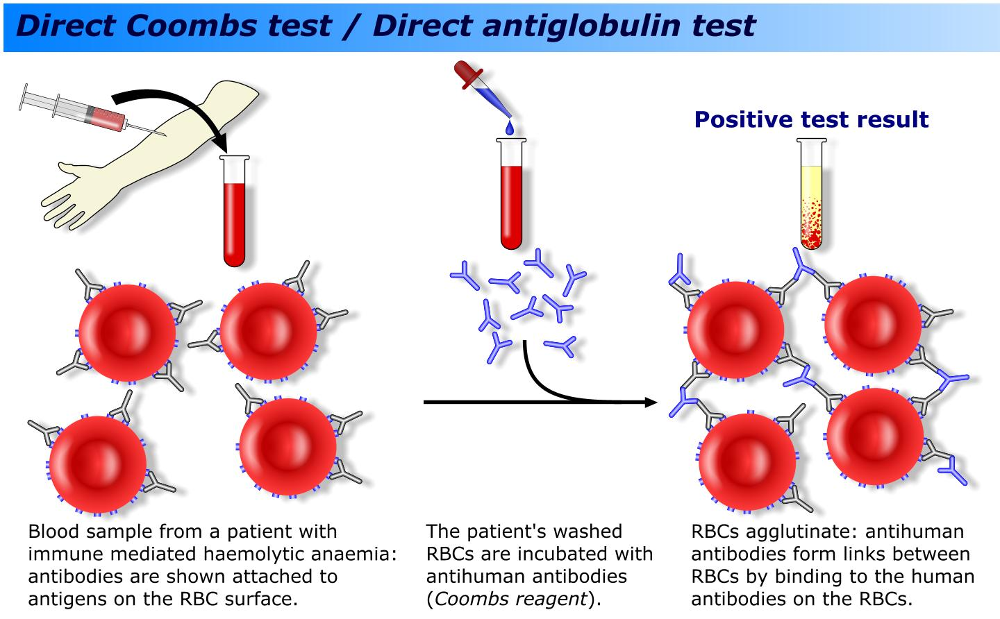 Direct Coombs test / Direct antiglobulin test
Positive test result
Blood sample from a patient with
immune mediated haemolytic anaemia:
antibodies are shown attached to
antigens on the RBC surface.
The patient's washed
RBCs are incubated with
antihuman antibodies
(Coombs reagent).
RBCs agglutinate: antihuman
antibodies form links between
RBCs by binding to the human
antibodies on the RBCs.